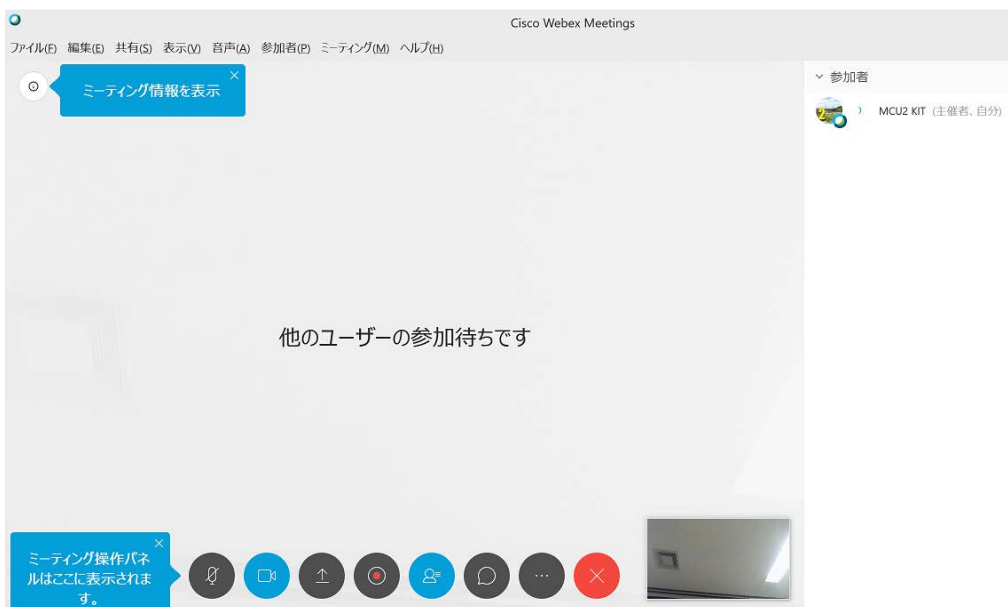 Cisco Webex Meetings
ファイル(F) 編集(E) 共有(S) 表示(V) 音声(A) 参加者(P) ミーティング(M) ヘルプ(H)
ミーティング情報を表示
参加者
MCU2 KIT (主催者、自分)
他のユーザーの参加待ちです
ミーティング操作パネ
ルはここに表示されま
す。